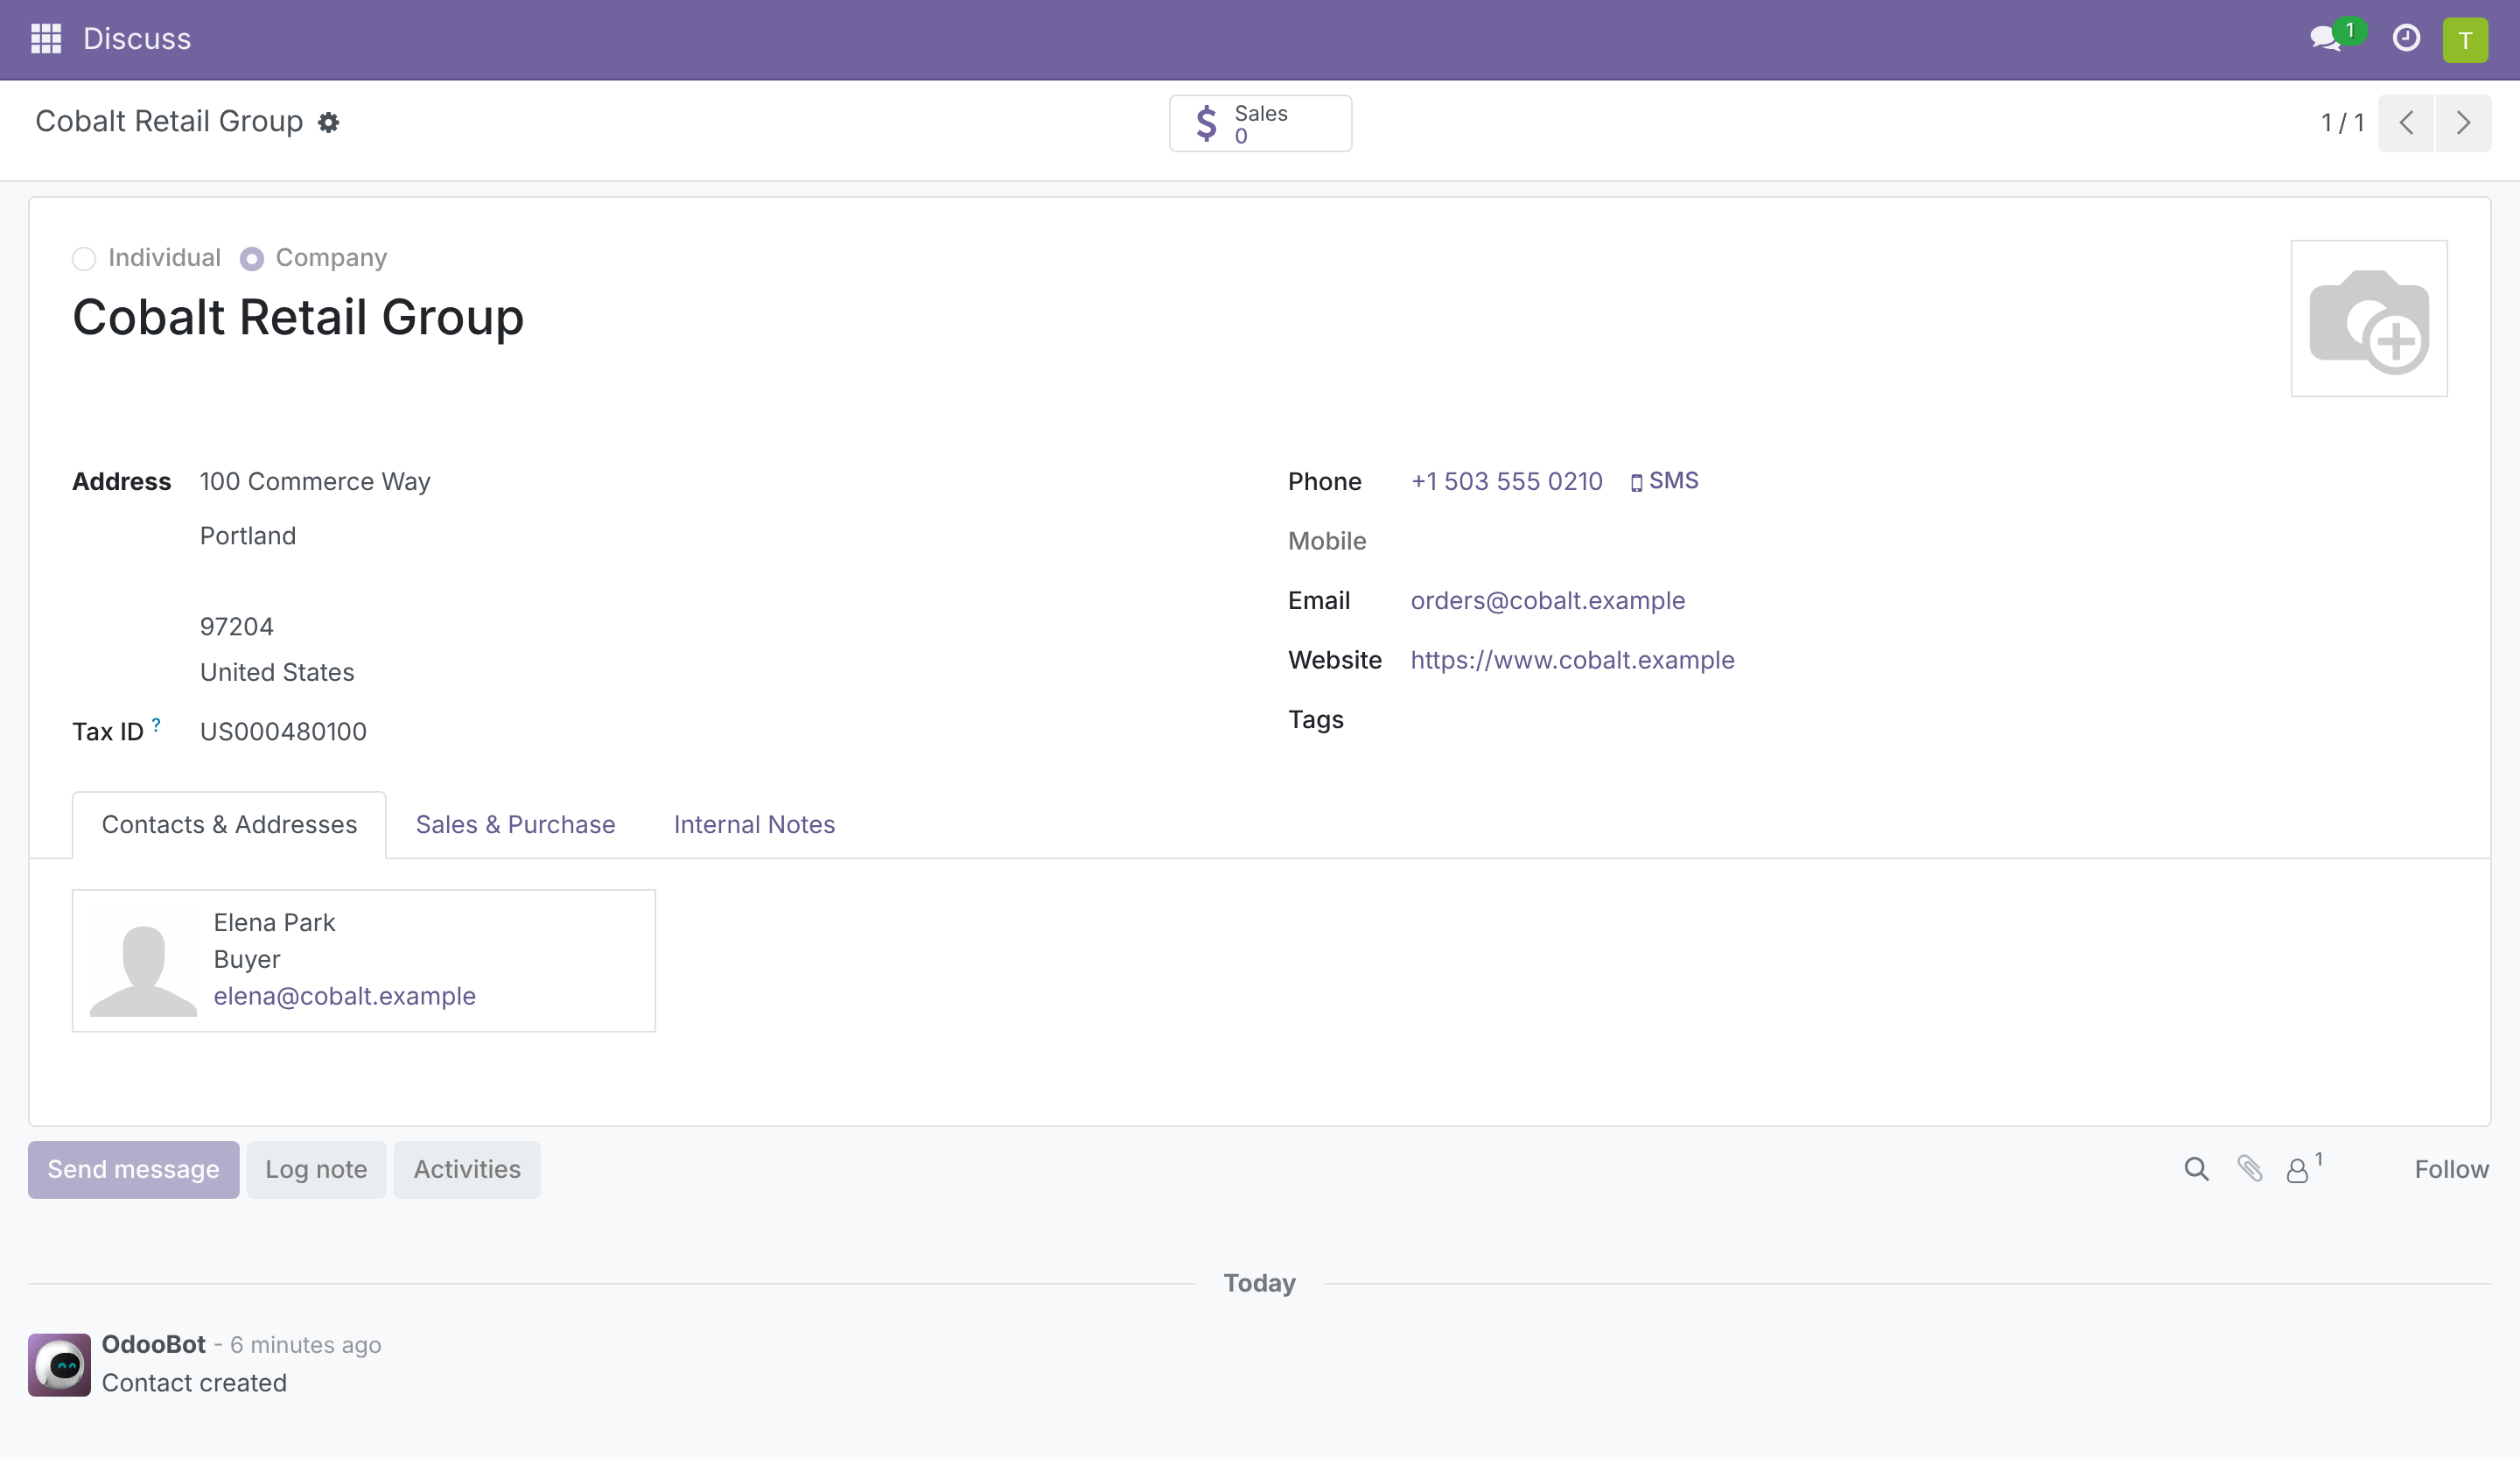 Discuss
1
T
Cobalt Retail Group
Sales
0
1 / 1
Individual
Company
Cobalt Retail Group
Address
100 Commerce Way
Portland
97204
United States
Tax ID ?
US000480100
Phone
+1 503 555 0210
SMS
Mobile
Email
orders@cobalt.example
Website
https://www.cobalt.example
Tags
Contacts & Addresses
Sales & Purchase
Internal Notes
Elena Park
Buyer
elena@cobalt.example
Send message
Log note
Activities
1
Follow
Today
OdooBot - 6 minutes ago
Contact created